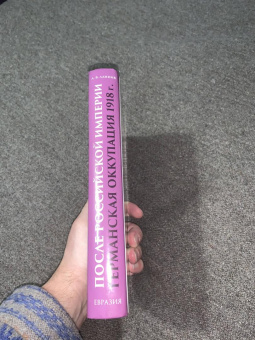 ПОСЛЕ РОССИЙСКОЙ ИМПЕРИИ
ГЕРМАНСКАЯ ОККУПАЦИЯ 1918 г.
ЕВРАЗИЯ